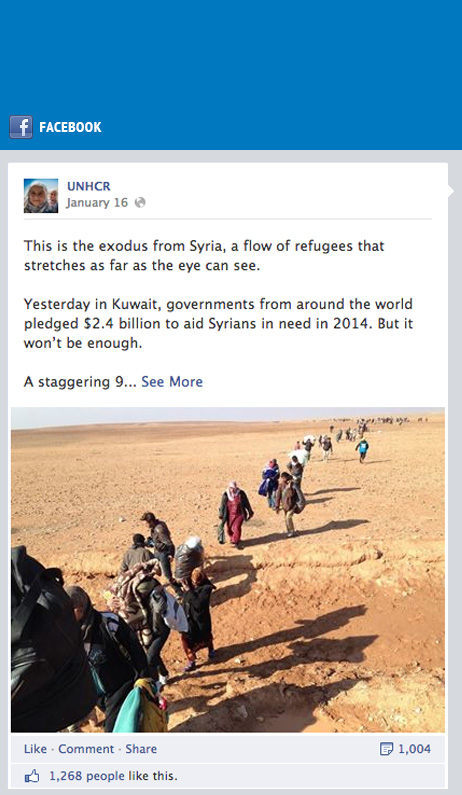 FACEBOOK
UNHCR
January 16
This is the exodus from Syria, a flow of refugees that
stretches as far as the eye can see.
Yesterday in Kuwait, governments from around the world
pledged $2.4 billion to aid Syrians in need in 2014. But it
won’t be enough.
A staggering 9... See More
Like · Comment · Share 1,004
1,268 people like this.